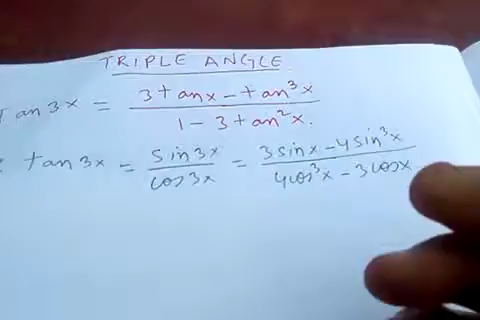 TRIPLE ANGLE
Tan 3x = 3 tan x - tan³x / 1 - 3 tan²x.
: tan 3x = sin 3x / cos 3x = 3 sin x - 4 sin³x / 4 cos³x - 3 cos x